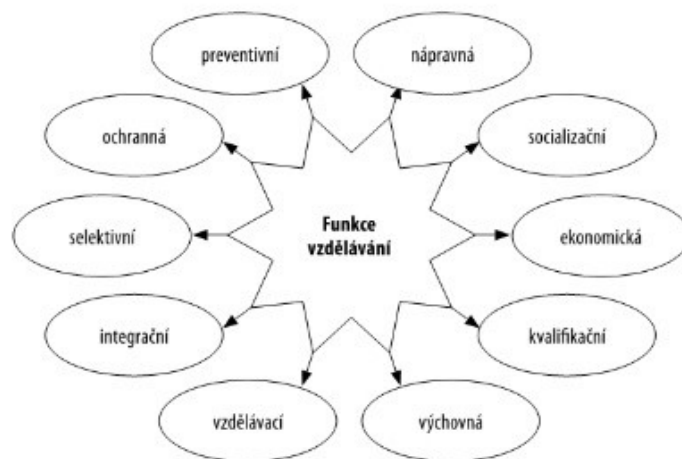 preventivní
nápravná
ochranná
socializační
selektivní
Funkce
vzdělávání
ekonomická
integrační
kvalifikační
vzdělávací
výchovná